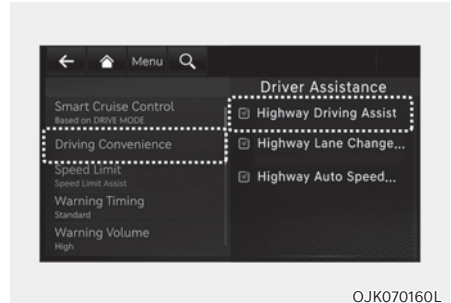 Menu
Driver Assistance
Smart Cruise Control
Based on DRIVE MODE
Driving Convenience
Speed Limit
Speed Limit Assist
Warning Timing
Standard
Warning Volume
High
Highway Driving Assist
Highway Lane Change...
Highway Auto Speed...
OJK070160L